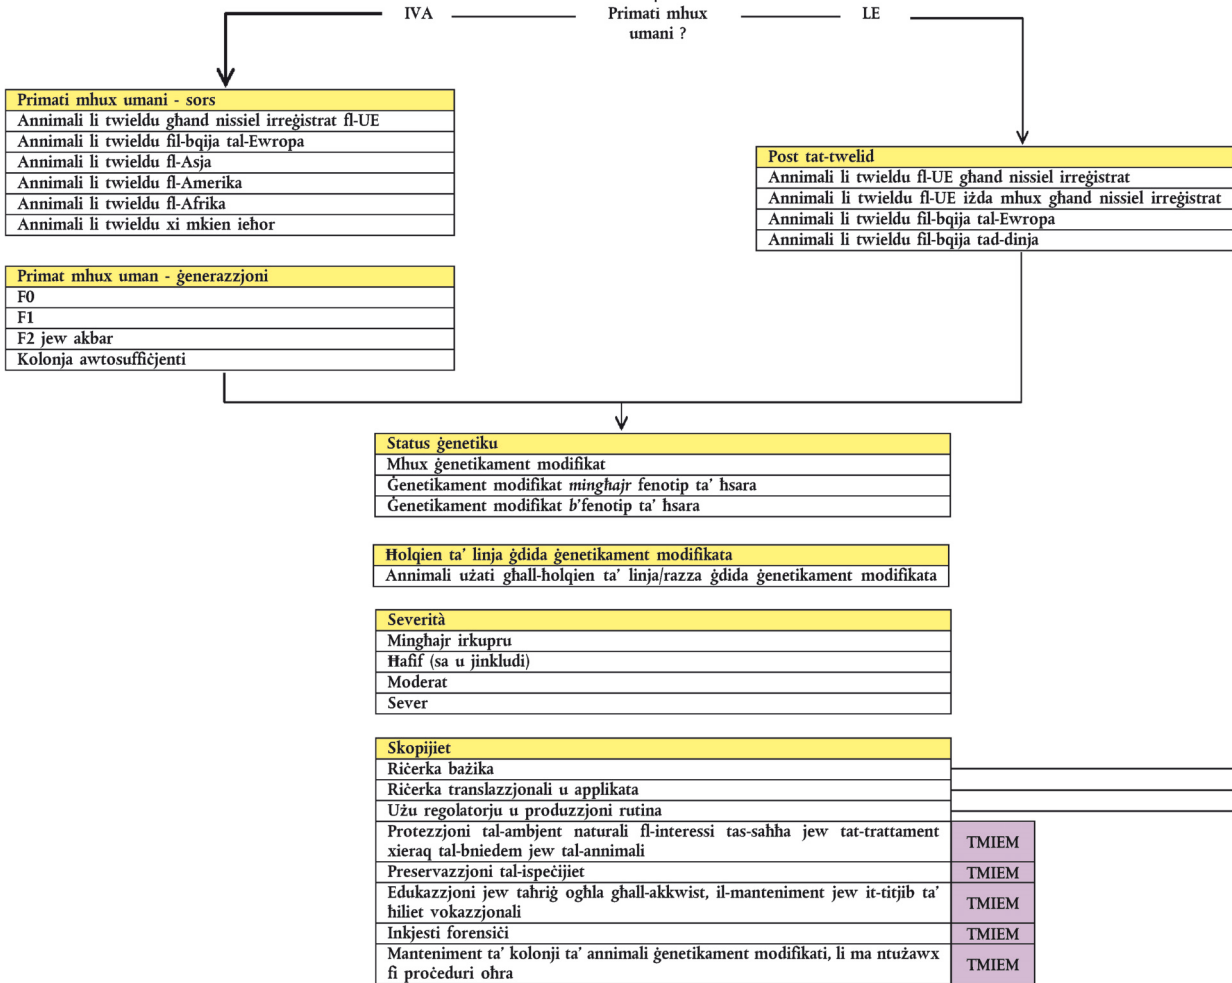 IVA
Primati mhux
umani ?
LE
Primati mhux umani - sors
Annimali li twieldu għand nissiel irreġistrat fl-UE
Annimali li twieldu fil-bqija tal-Ewropa
Annimali li twieldu fl-Asja
Annimali li twieldu fl-Amerika
Annimali li twieldu fl-Afrika
Annimali li twieldu xi mkien ieħor
Post tat-twelid
Annimali li twieldu fl-UE għand nissiel irreġistrat
Annimali li twieldu fl-UE iżda mhux għand nissiel irreġistrat
Annimali li twieldu fil-bqija tal-Ewropa
Annimali li twieldu fil-bqija tad-dinja
Primat mhux uman - ġenerazzjoni
F0
F1
F2 jew akbar
Kolonja awtosuffiċjenti
Status ġenetiku
Mhux ġenetikament modifikat
Ġenetikament modifikat mingħajr fenotip ta' ħsara
Ġenetikament modifikat b'fenotip ta' ħsara
Ħolqien ta' linja ġdida ġenetikament modifikata
Annimali użati għall-ħolqien ta' linja/razza ġdida ġenetikament modifikata
Severità
Mingħajr irkupru
Ħafif (sa u jinkludi)
Moderat
Sever
Skopijiet
Riċerka bażika
Riċerka translazzjonali u applikata
Użu regolatorju u produzzjoni rutina
Protezzjoni tal-ambjent naturali fl-interessi tas-saħħa jew tat-trattament
xieraq tal-bniedem jew tal-annimali
TMIEM
Preservazzjoni tal-ispeċijiet
TMIEM
Edukazzjoni jew taħriġ ogħla għall-akkwist, il-manteniment jew it-titjib ta'
ħiliet vokazzjonali
TMIEM
Inkjesti forensiċi
TMIEM
Manteniment ta' kolonji ta' annimali ġenetikament modifikati, li ma ntużawx
fi proċeduri oħra
TMIEM